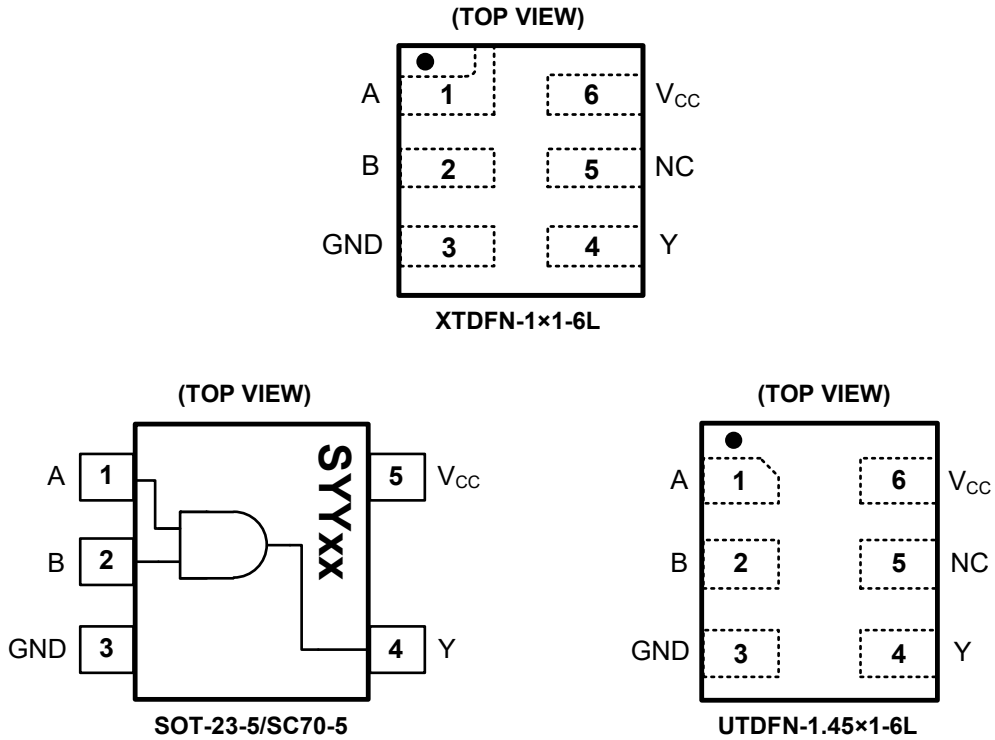 (TOP VIEW)
A 1 6 VCC
B 2 5 NC
GND 3 4 Y
XTDFN-1×1-6L
(TOP VIEW)
A 1 5 VCC
B 2
GND 3 4 Y
SYYxx
SOT-23-5/SC70-5
(TOP VIEW)
A 1 6 VCC
B 2 5 NC
GND 3 4 Y
UTDFN-1.45×1-6L